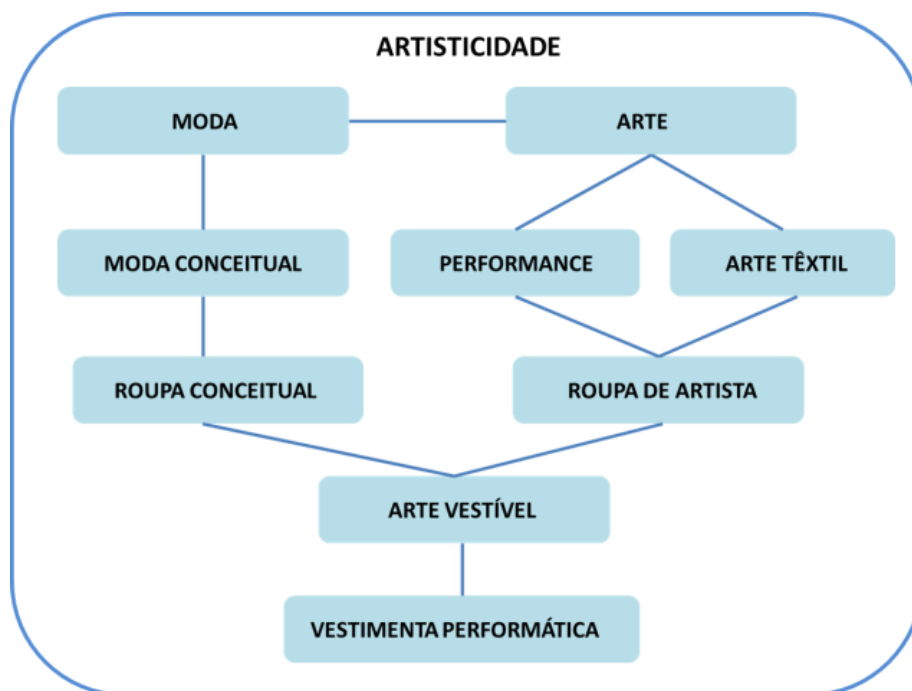 ARTISTICIDADE
MODA
ARTE
MODA CONCEITUAL
PERFORMANCE
ARTE TÊXTIL
ROUPA CONCEITUAL
ROUPA DE ARTISTA
ARTE VESTÍVEL
VESTIMENTA PERFORMÁTICA